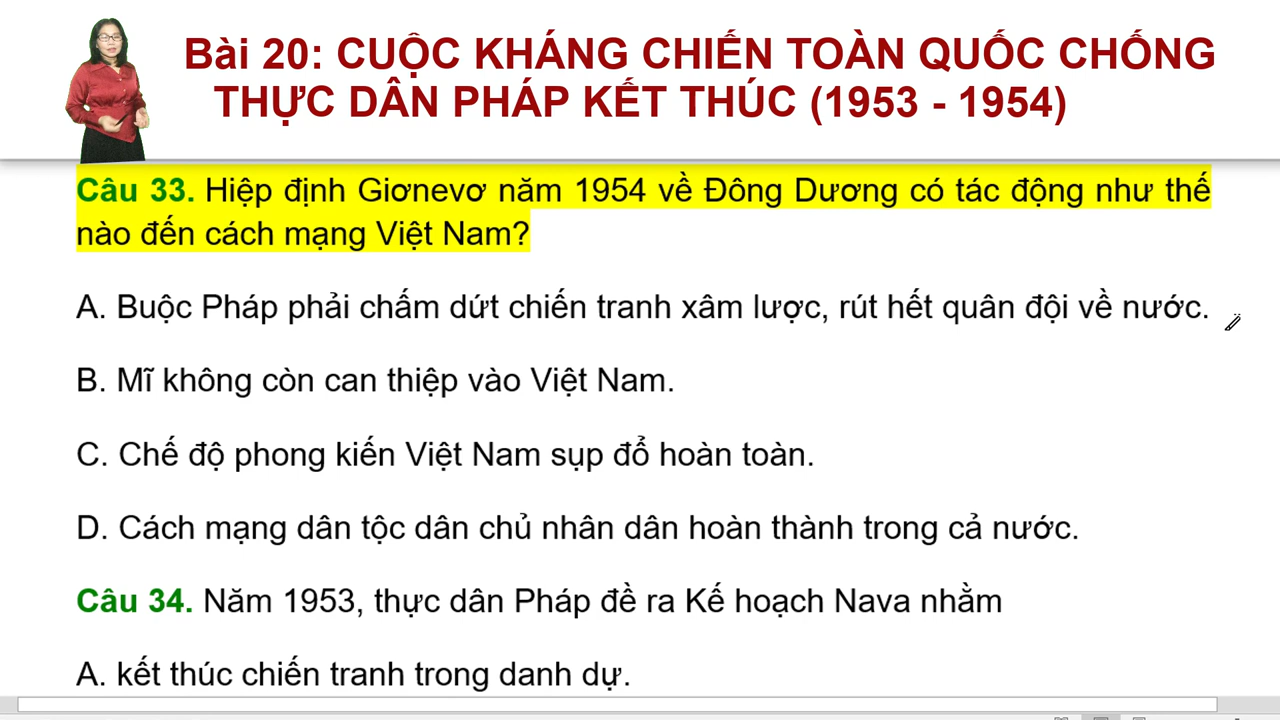 Bài 20: CUỘC KHÁNG CHIẾN TOÀN QUỐC CHỐNG
THỰC DÂN PHÁP KẾT THÚC (1953 - 1954)
Câu 33. Hiệp định Giơnevơ năm 1954 về Đông Dương có tác động như thế
nào đến cách mạng Việt Nam?
A. Buộc Pháp phải chấm dứt chiến tranh xâm lược, rút hết quân đội về nước.
B. Mĩ không còn can thiệp vào Việt Nam.
C. Chế độ phong kiến Việt Nam sụp đổ hoàn toàn.
D. Cách mạng dân tộc dân chủ nhân dân hoàn thành trong cả nước.
Câu 34. Năm 1953, thực dân Pháp đề ra Kế hoạch Nava nhằm
A. kết thúc chiến tranh trong danh dự.